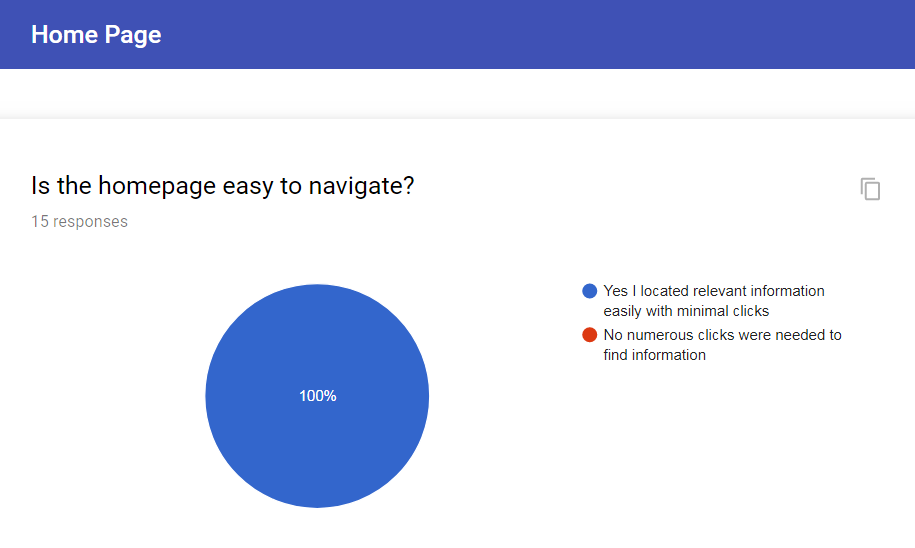 Home Page
Is the homepage easy to navigate?
15 responses
100%
Yes I located relevant information
easily with minimal clicks
No numerous clicks were needed to
find information